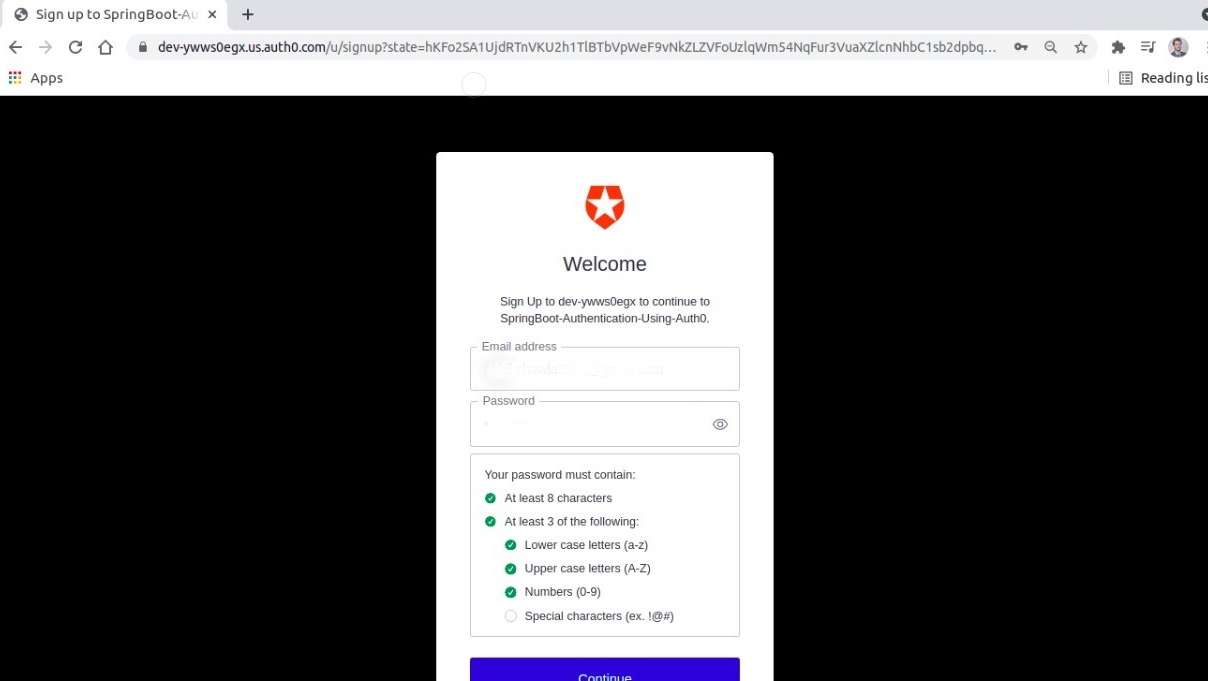 Sign up to SpringBoot-Au
dev-ywws0egx.us.auth0.com/u/signup?state=hKFo2SA1UjdRTnVKU2h1TlBTbVpWeF9vNkZLZVFoUzlqWm54NqFur3VuaXZlcnNhbC1sb2dpbq...
Apps
Reading lis
Welcome
Sign Up to dev-ywws0egx to continue to
SpringBoot-Authentication-Using-Auth0.
Email address
Password
Your password must contain:
At least 8 characters
At least 3 of the following:
Lower case letters (a-z)
Upper case letters (A-Z)
Numbers (0-9)
Special characters (ex. !@#)
Continue